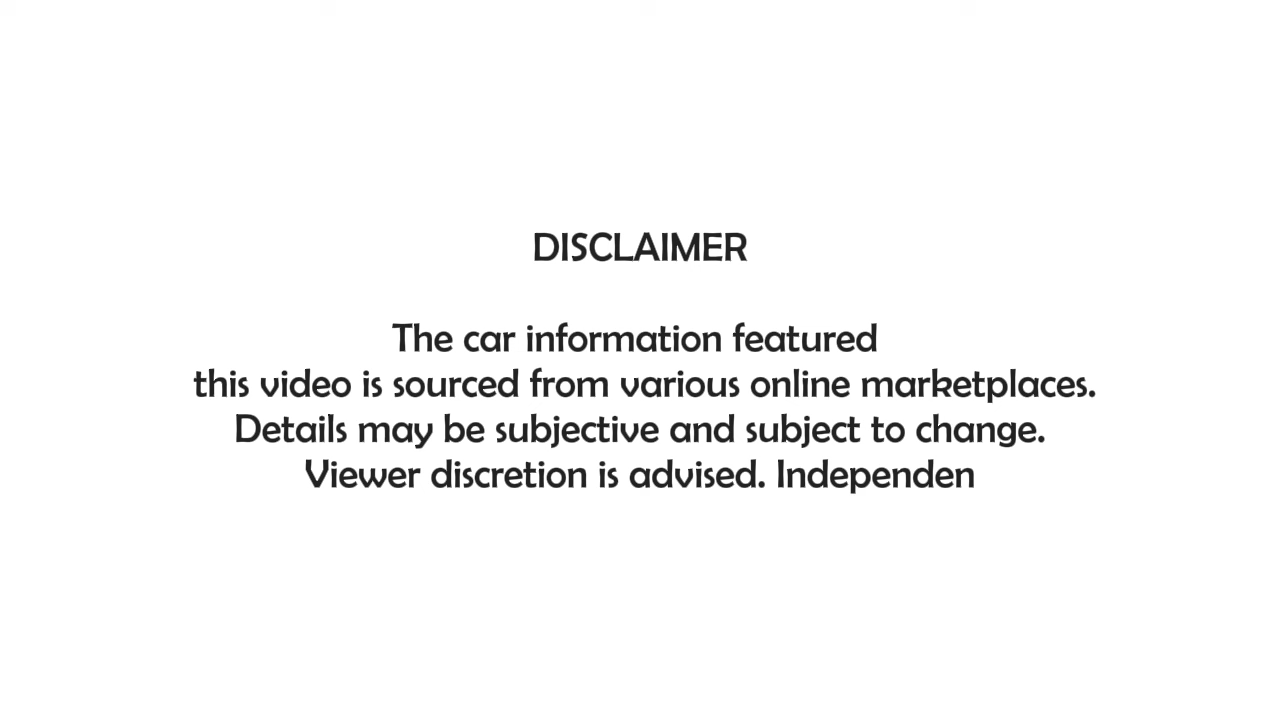 DISCLAIMER
The car information featured
this video is sourced from various online marketplaces.
Details may be subjective and subject to change.
Viewer discretion is advised. Independen